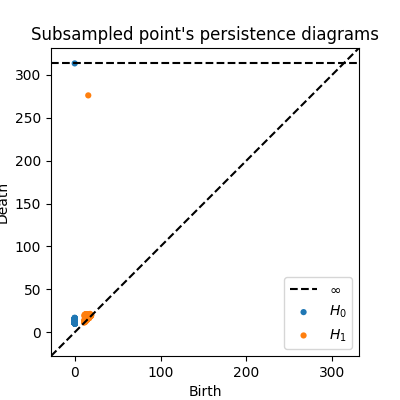 Subsampled point's persistence diagrams
300
250
200
150
100
50
0
Death
0 100 200 300
Birth
∞
H₀
H₁